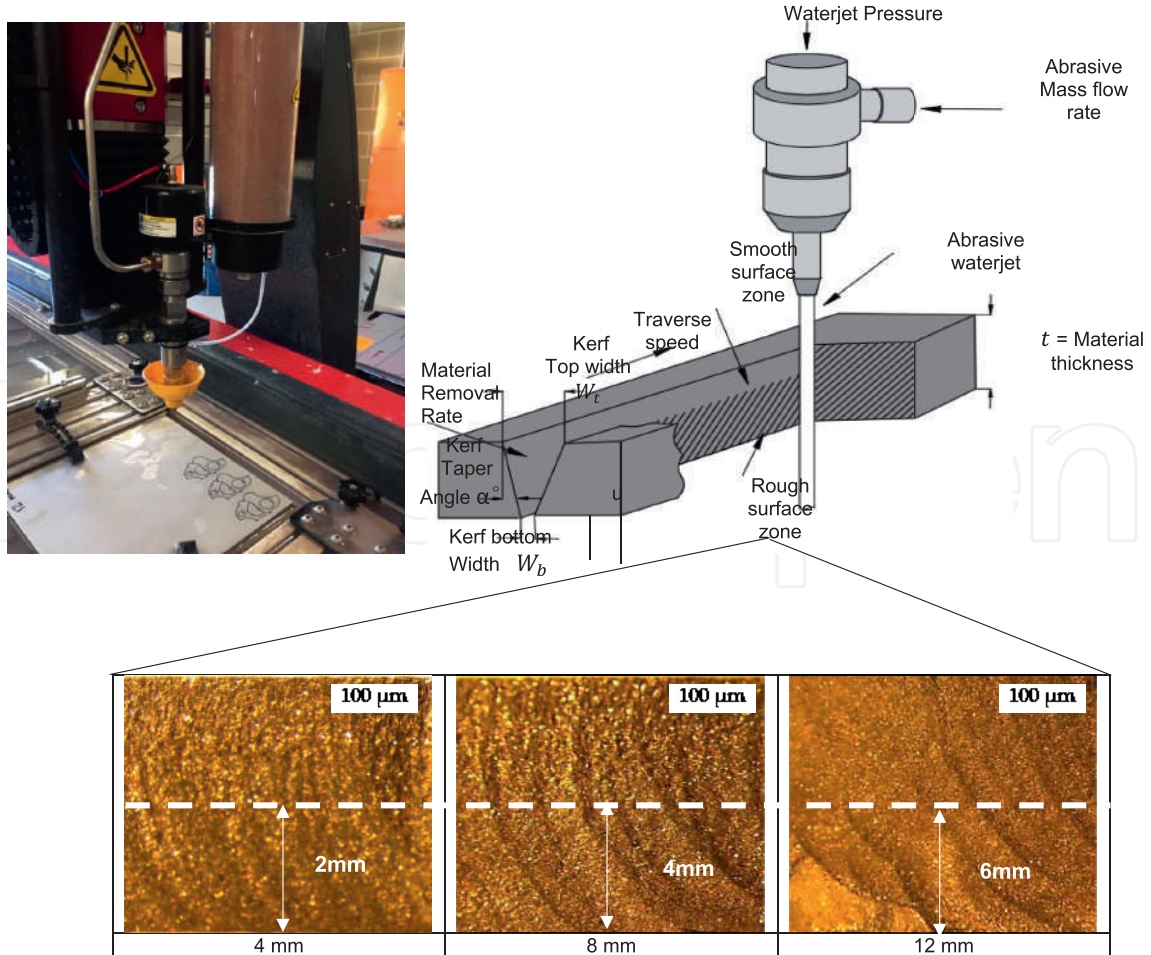 Waterjet Pressure
Abrasive
Mass flow
rate
Smooth
surface
zone
Abrasive
waterjet
Traverse
speed
Kerf
Top width
W_t
t = Material
thickness
Material
Removal
Rate
Kerf
Taper
Angle α°
u
Rough
surface
zone
Kerf bottom
Width W_b
100 µm
100 µm
100 µm
2mm
4mm
6mm
4 mm
8 mm
12 mm